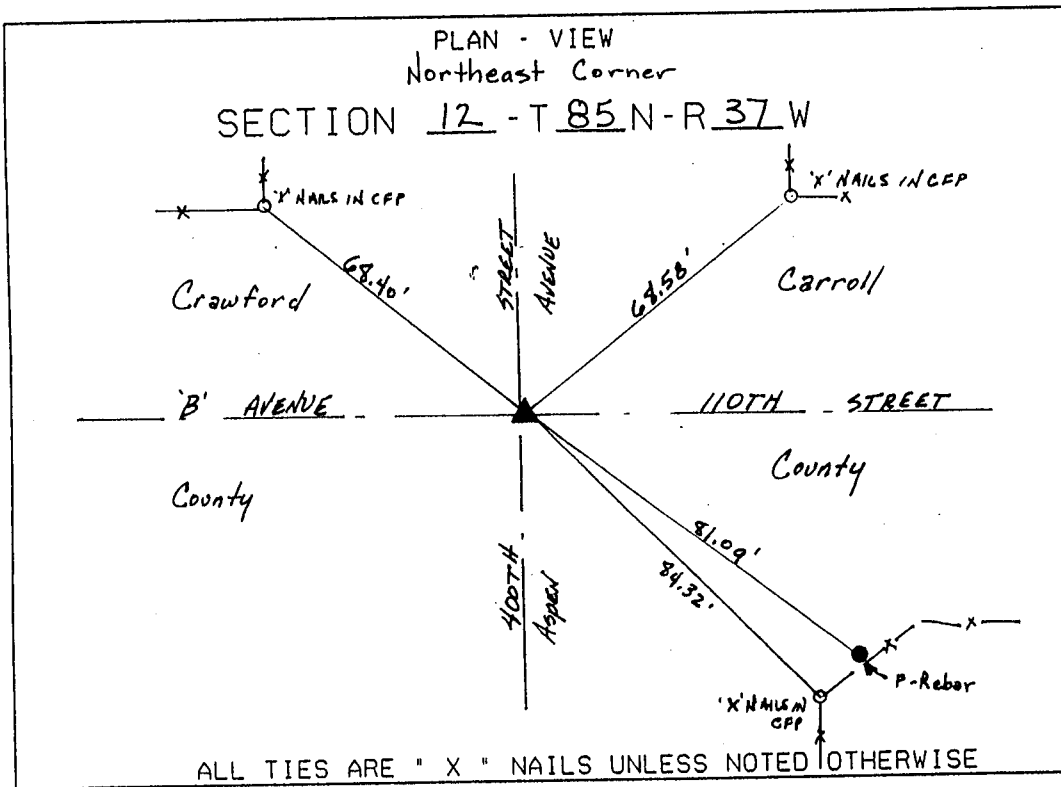 PLAN - VIEW
Northeast Corner
SECTION 12 - T 85 N - R 37 W
'X' NAILS IN CFP
'X' NAILS IN CFP
68.40'
STREET
AVENUE
68.58'
Crawford
Carroll
'B' AVENUE
110TH STREET
County
County
81.09'
84.32'
400TH
ASPEN
F-Rebar
'X' NAILS IN
CFP
ALL TIES ARE " X " NAILS UNLESS NOTED OTHERWISE